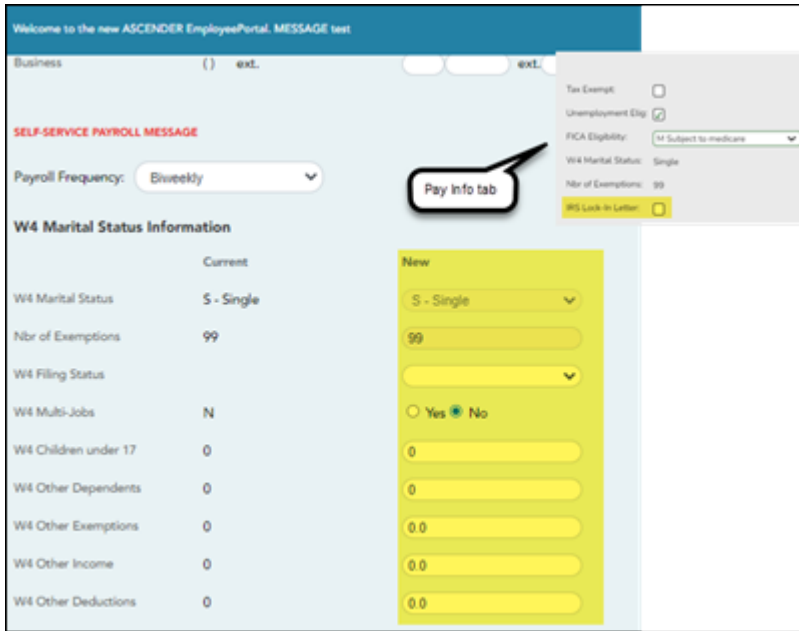 Welcome to the new ASCENDER EmployeePortal. MESSAGE test
Business () ext. ext.
SELF-SERVICE PAYROLL MESSAGE
Payroll Frequency: Biweekly
W4 Marital Status Information
Current New
W4 Marital Status S - Single S - Single
Nbr of Exemptions 99 99
W4 Filing Status
W4 Multi-Jobs N Yes No
W4 Children under 17 0 0
W4 Other Dependents 0 0
W4 Other Exemptions 0 0.0
W4 Other Income 0 0.0
W4 Other Deductions 0 0.0
Pay Info tab
Tax Exempt:
Unemployment Elig:
FICA Eligibility: M Subject to medicare
W4 Marital Status: Single
Nbr of Exemptions: 99
IRS Lock-In Letter: